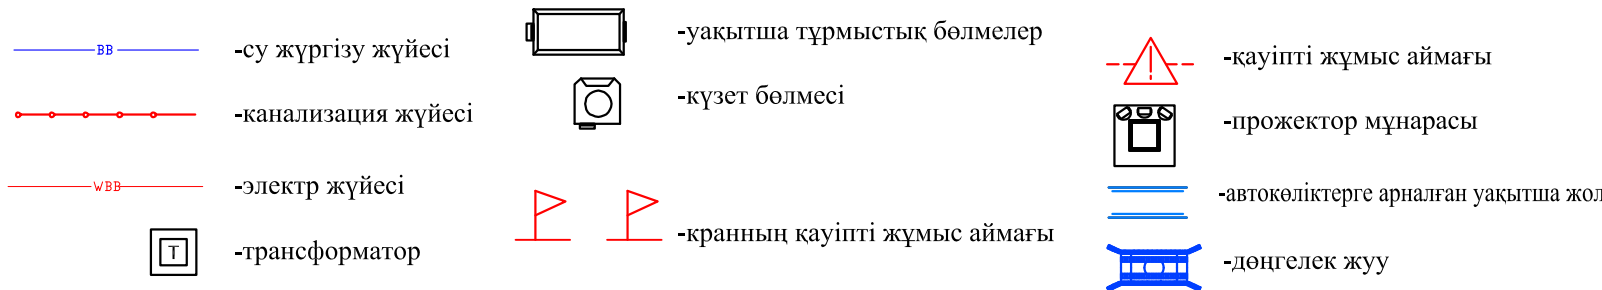 BB -су жүргізу жүйесі
-канализация жүйесі
WBB -электр жүйесі
T -трансформатор
-уақытша тұрмыстық бөлмелер
-күзет бөлмесі
-кранның қауіпті жұмыс аймағы
-қауіпті жұмыс аймағы
-прожектор мұнарасы
-автокөліктерге арналған уақытша жол
-дөңгелек жуу